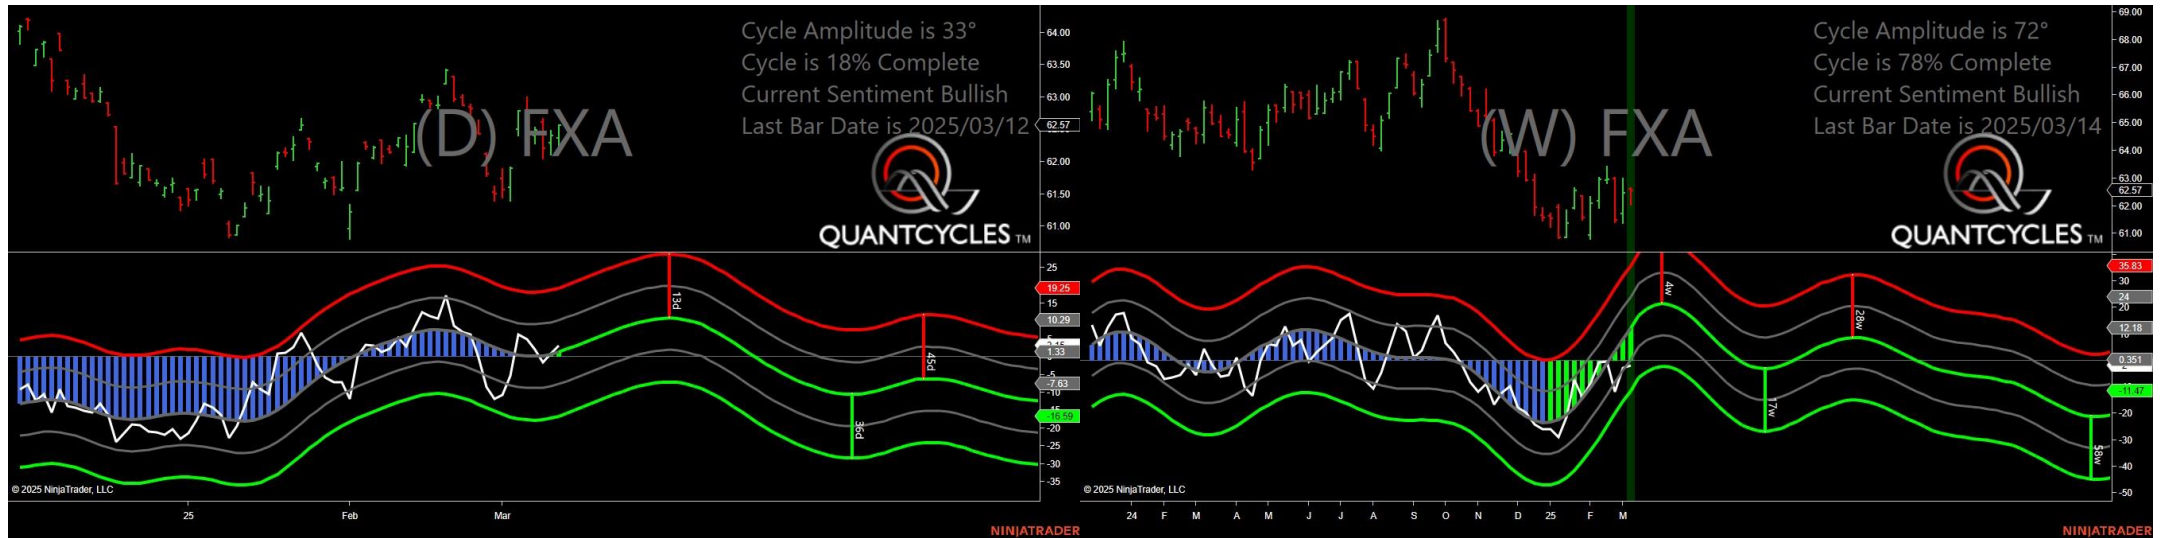 Cycle Amplitude is 33°
Cycle is 18% Complete
Current Sentiment Bullish
Last Bar Date is 2025/03/12
(D) FXA
QUANTCYCLES TM
64.00
63.50
63.00
62.57
62.00
61.50
61.00
25
19.25
15
10.29
1.33
-5
-7.63
-10
-16.59
-20
-25
-30
-35
13d
36d
45d
© 2025 NinjaTrader, LLC
25 Feb Mar
NINJATRADER
Cycle Amplitude is 72°
Cycle is 78% Complete
Current Sentiment Bullish
Last Bar Date is 2025/03/14
(W) FXA
QUANTCYCLES TM
69.00
68.00
67.00
66.00
65.00
64.00
63.00
62.57
62.00
61.00
35.83
30
24
20
12.18
0.351
-11.47
-20
-30
-40
-50
4w
17w
28w
58w
© 2025 NinjaTrader, LLC
24 F M A M J J A S O N D 25 F M
NINJATRADER